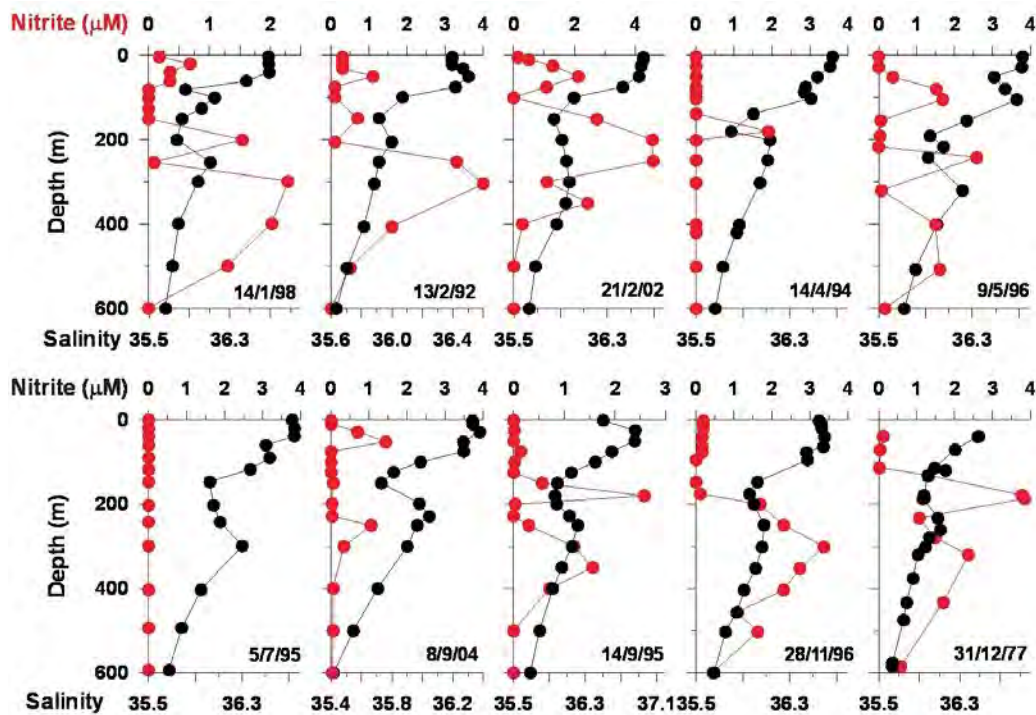 Nitrite (μM) 0 1 2 0 1 2 3 4 0 2 4 0 1 2 3 4 0 1 2 3 4
0
200
400
600
Depth (m)
14/1/98 13/2/92 21/2/02 14/4/94 9/5/96
Salinity 35.5 36.3 35.6 36.0 36.4 35.5 36.3 35.5 36.3 35.5 36.3
Nitrite (μM) 0 1 2 3 4 0 1 2 3 4 0 1 2 3 0 1 2 3 4 0 1 2 3 4
0
200
400
600
Depth (m)
5/7/95 8/9/04 14/9/95 28/11/96 31/12/77
Salinity 35.5 36.3 35.4 35.8 36.2 35.5 36.3 37.1 35.5 36.3 35.5 36.3